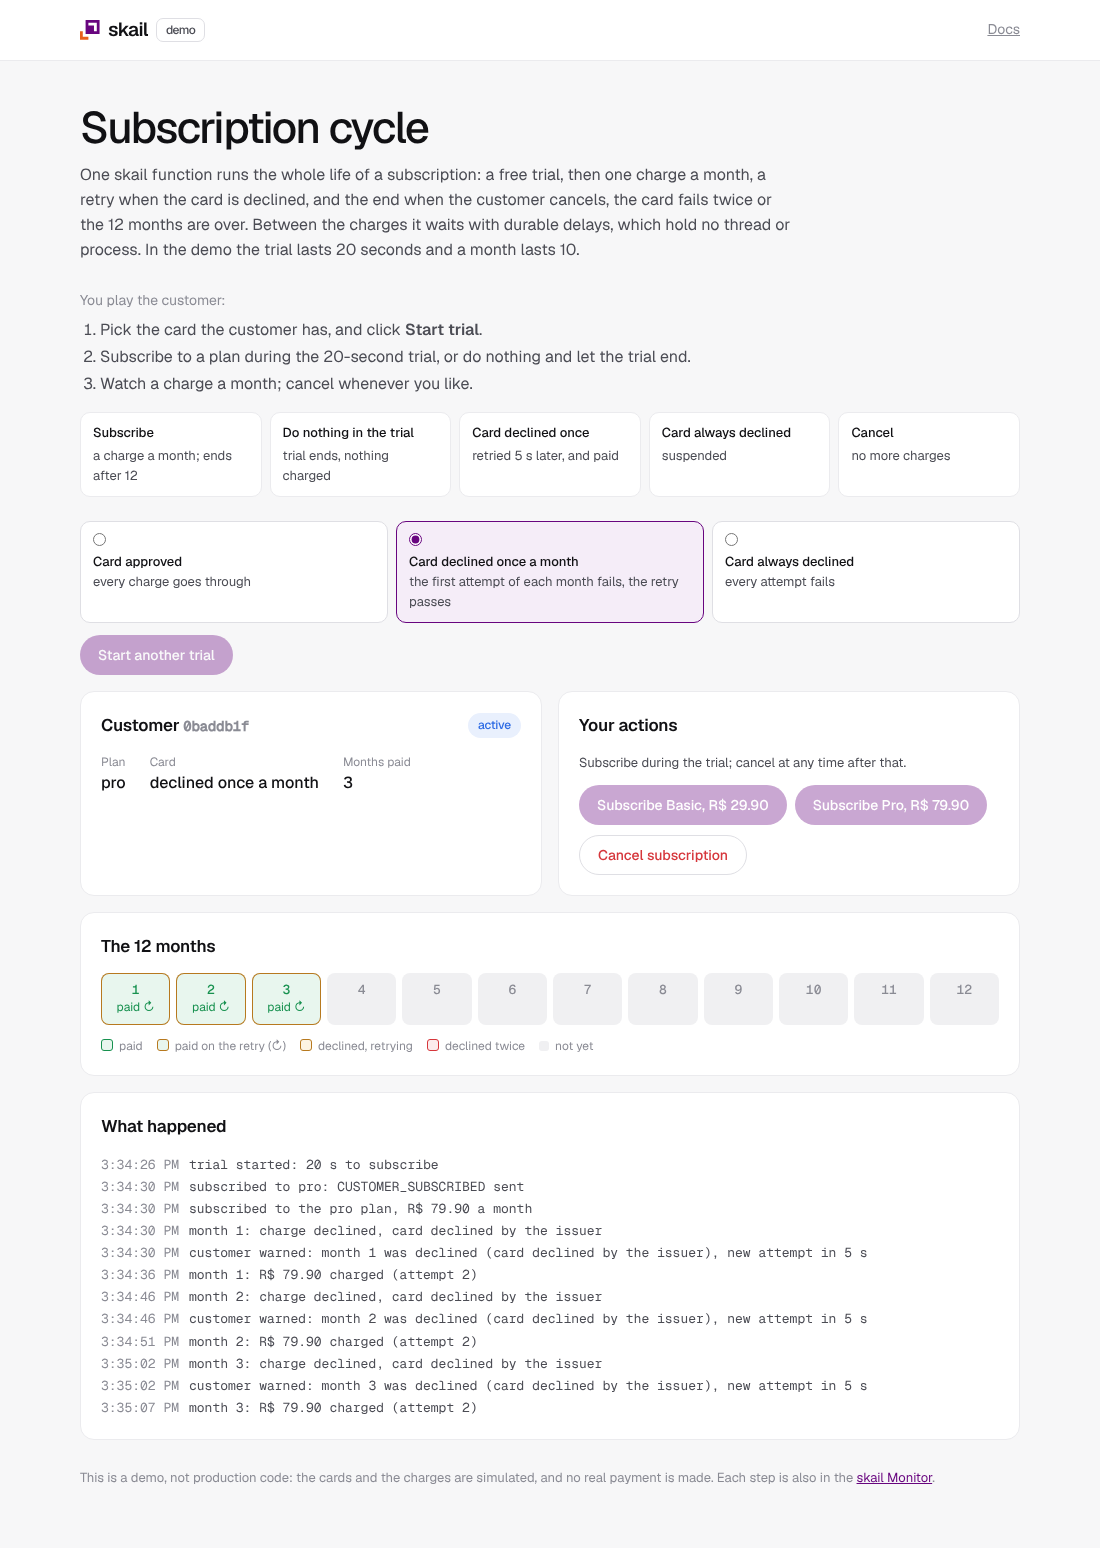 skail
demo
Docs
Subscription cycle
One skail function runs the whole life of a subscription: a free trial, then one charge a month, a
retry when the card is declined, and the end when the customer cancels, the card fails twice or
the 12 months are over. Between the charges it waits with durable delays, which hold no thread or
process. In the demo the trial lasts 20 seconds and a month lasts 10.
You play the customer:
1. Pick the card the customer has, and click Start trial.
2. Subscribe to a plan during the 20-second trial, or do nothing and let the trial end.
3. Watch a charge a month; cancel whenever you like.
Subscribe
a charge a month; ends
after 12
Do nothing in the trial
trial ends, nothing
charged
Card declined once
retried 5 s later, and paid
Card always declined
suspended
Cancel
no more charges
Card approved
every charge goes through
Card declined once a month
the first attempt of each month fails, the retry
passes
Card always declined
every attempt fails
Start another trial
Customer 0baddb1f
active
Plan
pro
Card
declined once a month
Months paid
3
Your actions
Subscribe during the trial; cancel at any time after that.
Subscribe Basic, R$ 29.90
Subscribe Pro, R$ 79.90
Cancel subscription
The 12 months
1
paid ↻
2
paid ↻
3
paid ↻
4
5
6
7
8
9
10
11
12
paid
paid on the retry (↻)
declined, retrying
declined twice
not yet
What happened
3:34:26 PM trial started: 20 s to subscribe
3:34:30 PM subscribed to pro: CUSTOMER_SUBSCRIBED sent
3:34:30 PM subscribed to the pro plan, R$ 79.90 a month
3:34:30 PM month 1: charge declined, card declined by the issuer
3:34:30 PM customer warned: month 1 was declined (card declined by the issuer), new attempt in 5 s
3:34:36 PM month 1: R$ 79.90 charged (attempt 2)
3:34:46 PM month 2: charge declined, card declined by the issuer
3:34:46 PM customer warned: month 2 was declined (card declined by the issuer), new attempt in 5 s
3:34:51 PM month 2: R$ 79.90 charged (attempt 2)
3:35:02 PM month 3: charge declined, card declined by the issuer
3:35:02 PM customer warned: month 3 was declined (card declined by the issuer), new attempt in 5 s
3:35:07 PM month 3: R$ 79.90 charged (attempt 2)
This is a demo, not production code: the cards and the charges are simulated, and no real payment is made. Each step is also in the skail Monitor.